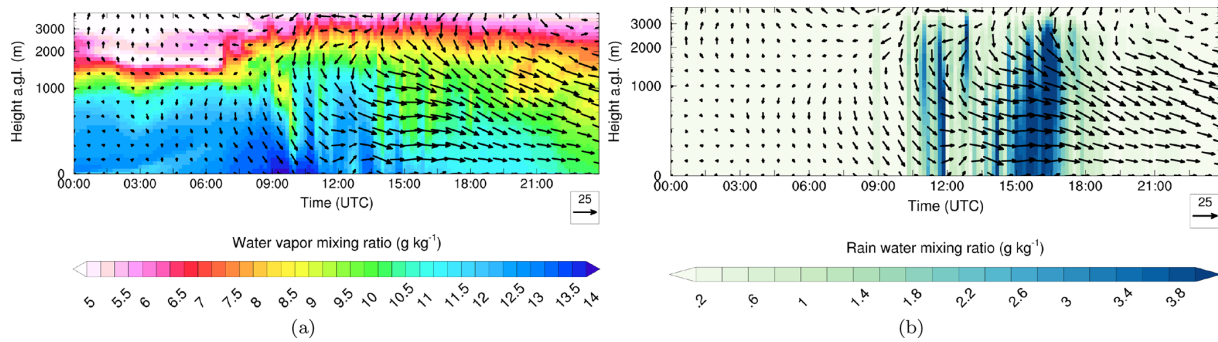 3000
2000
1000
0
Height a.g.l. (m)
00:00 03:00 06:00 09:00 12:00 15:00 18:00 21:00
Time (UTC)
25
Water vapor mixing ratio (g kg⁻¹)
5 5.5 6 6.5 7 7.5 8 8.5 9 9.5 10 10.5 11 11.5 12 12.5 13 13.5 14
(a)
3000
2000
1000
0
Height a.g.l. (m)
00:00 03:00 06:00 09:00 12:00 15:00 18:00 21:00
Time (UTC)
25
Rain water mixing ratio (g kg⁻¹)
.2 .6 1 1.4 1.8 2.2 2.6 3 3.4 3.8
(b)